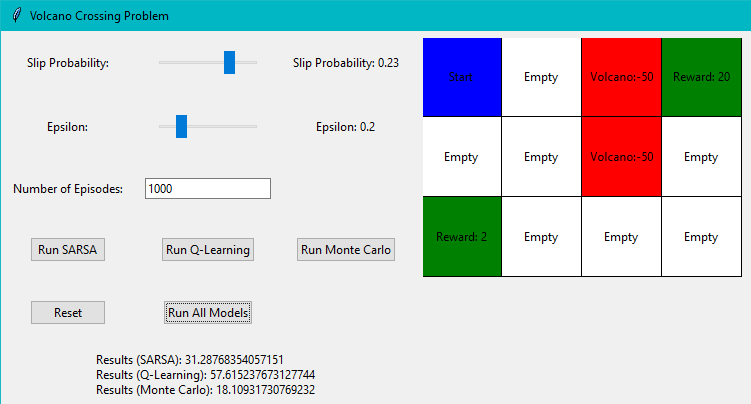 Volcano Crossing Problem
Slip Probability:
Slip Probability: 0.23
Epsilon:
Epsilon: 0.2
Number of Episodes:
1000
Run SARSA
Run Q-Learning
Run Monte Carlo
Reset
Run All Models
Results (SARSA): 31.28768354057151
Results (Q-Learning): 57.615237673127744
Results (Monte Carlo): 18.10931730769232
Start
Empty
Volcano:-50
Reward: 20
Empty
Empty
Volcano:-50
Empty
Reward: 2
Empty
Empty
Empty